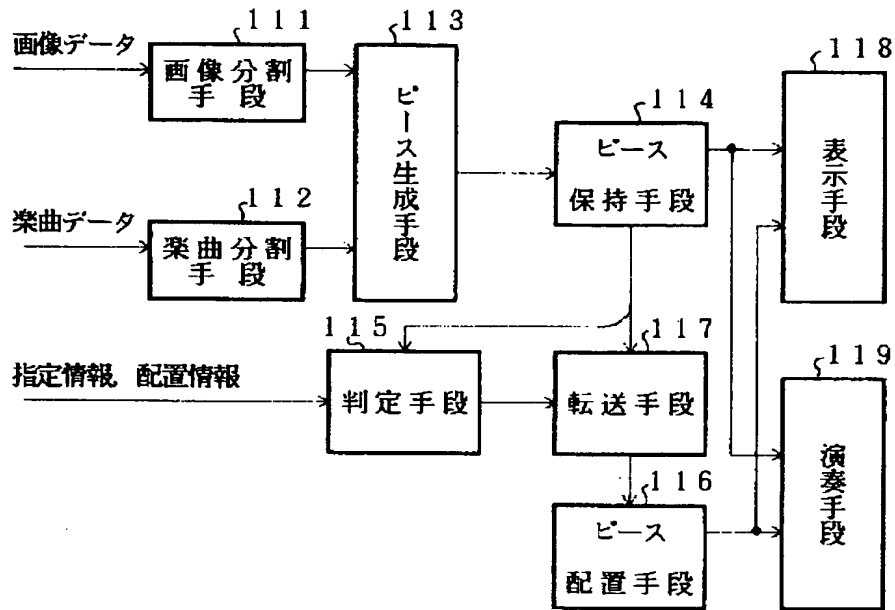 画像データ
111
画像分割
手段
113
ピース生成手段
楽曲データ
112
楽曲分割
手段
114
ピース
保持手段
118
表示手段
指定情報,配置情報
115
判定手段
117
転送手段
116
ピース
配置手段
119
演奏手段